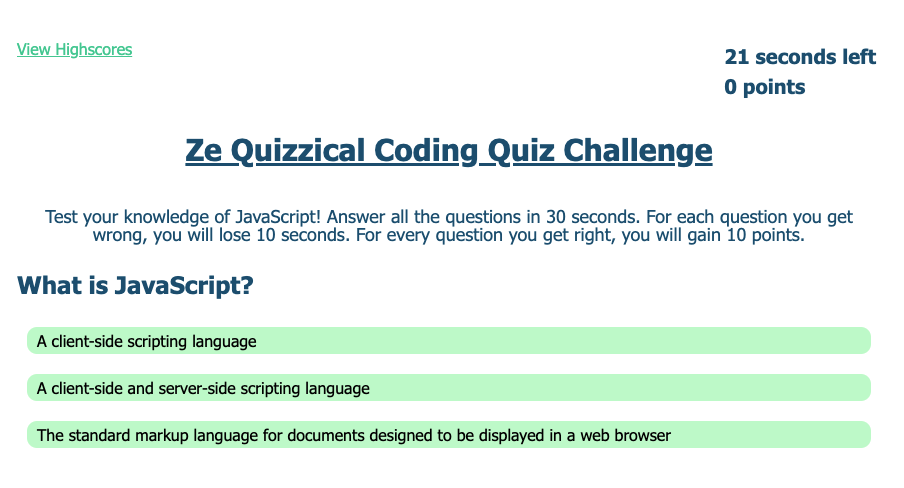 View Highscores
21 seconds left
0 points
Ze Quizzical Coding Quiz Challenge
Test your knowledge of JavaScript! Answer all the questions in 30 seconds. For each question you get
wrong, you will lose 10 seconds. For every question you get right, you will gain 10 points.
What is JavaScript?
A client-side scripting language
A client-side and server-side scripting language
The standard markup language for documents designed to be displayed in a web browser